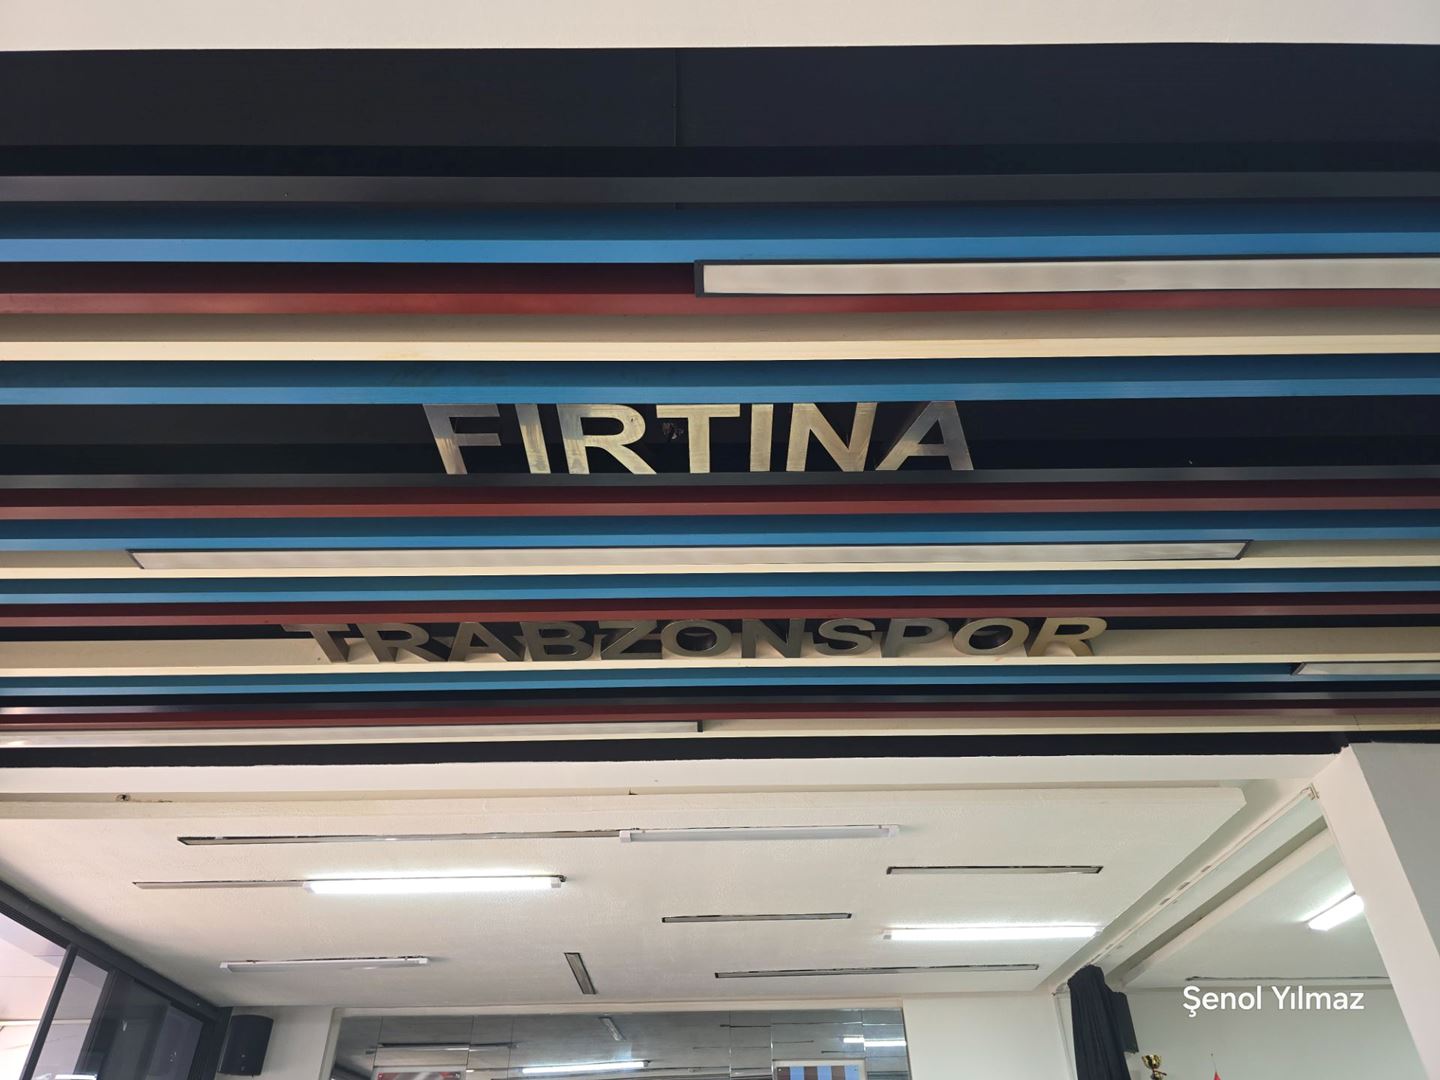 FIRTINA
TRABZONSPOR
Şenol Yılmaz